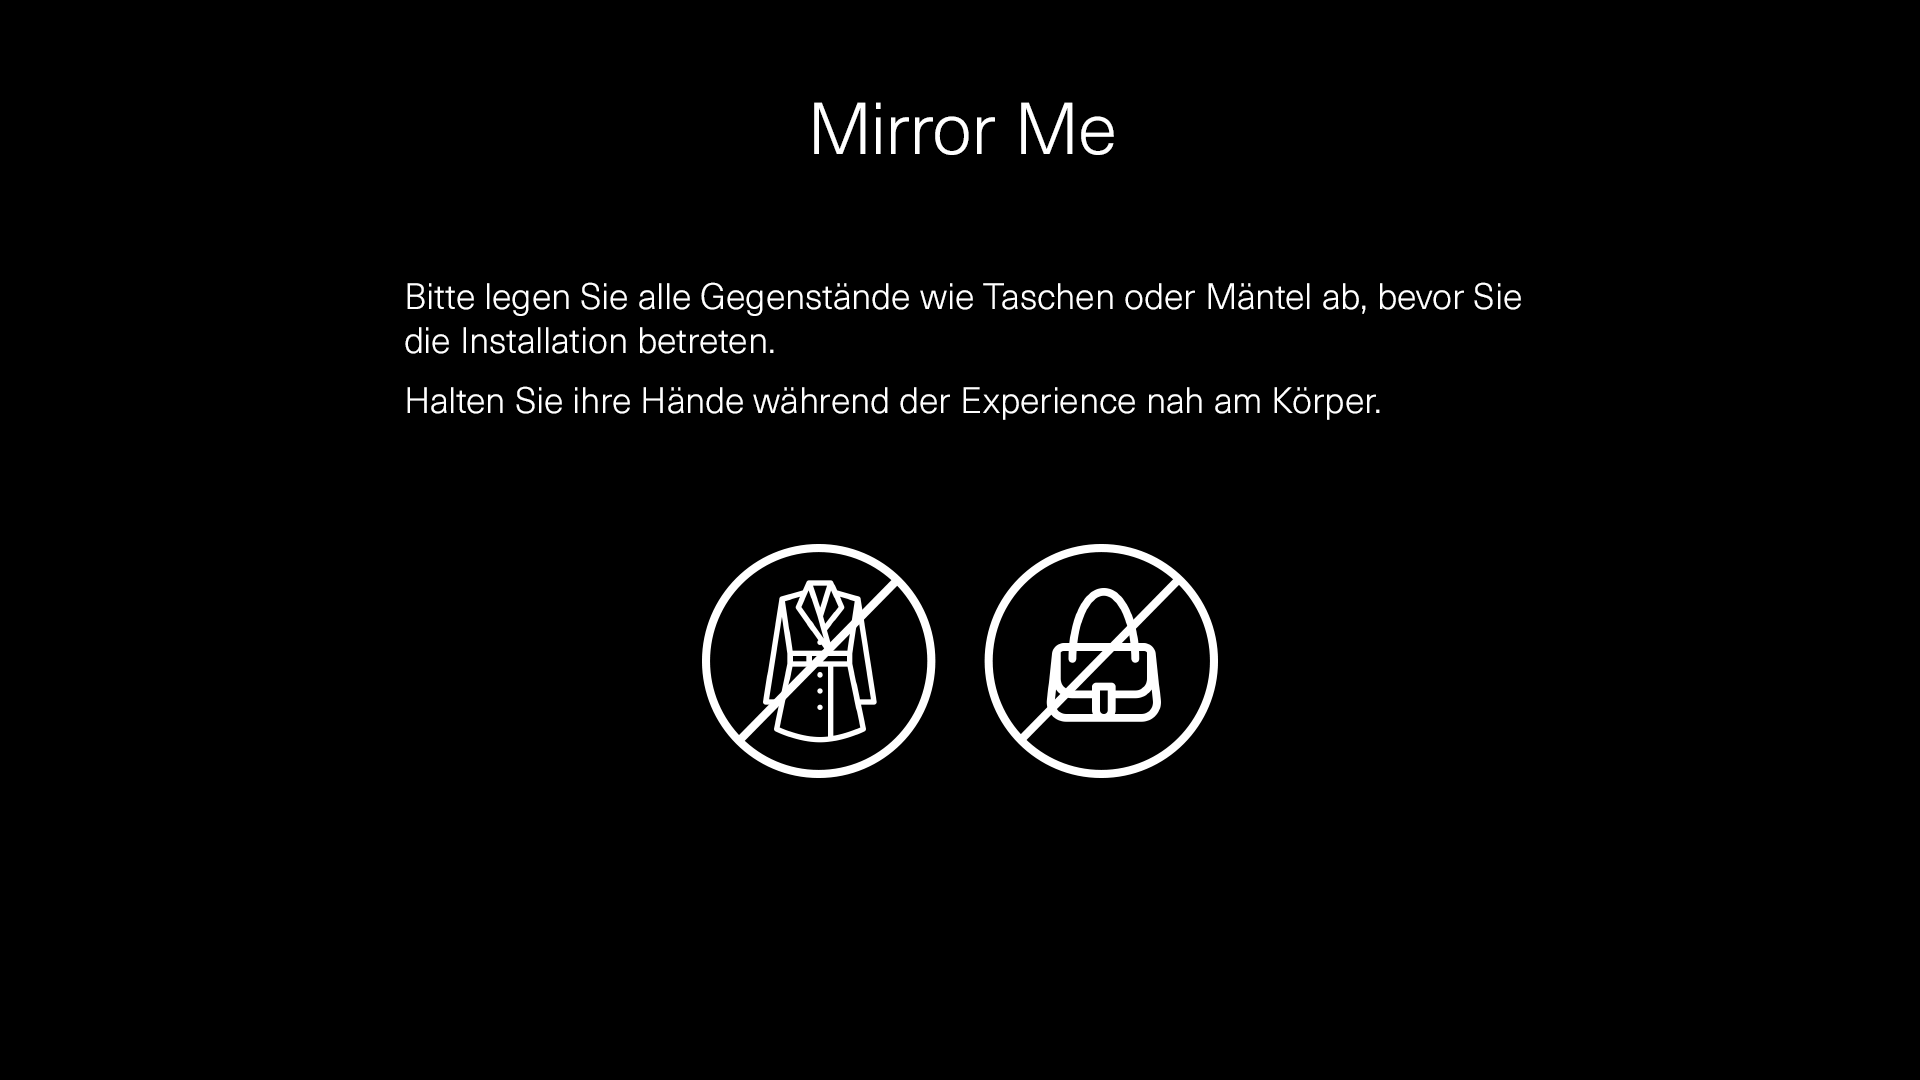 Mirror Me
Bitte legen Sie alle Gegenstände wie Taschen oder Mäntel ab, bevor Sie
die Installation betreten.
Halten Sie ihre Hände während der Experience nah am Körper.